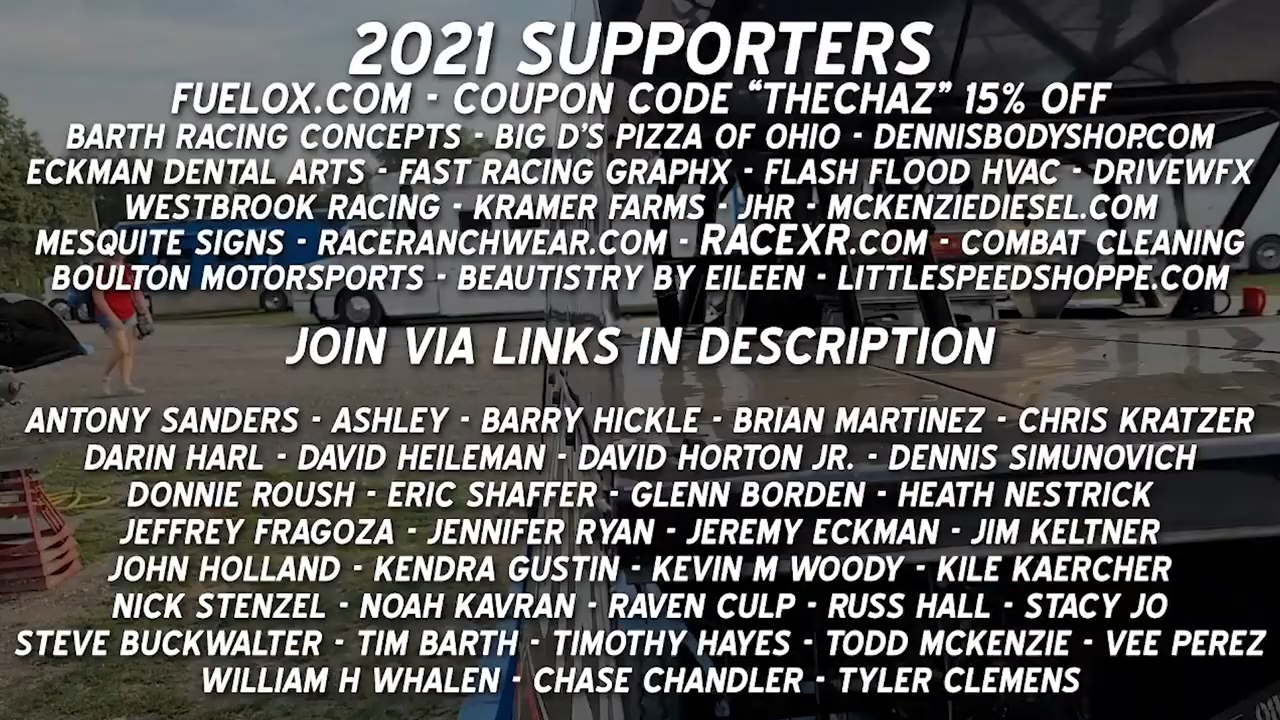 2021 SUPPORTERS
FUELOX.COM - COUPON CODE “THECHAZ” 15% OFF
BARTH RACING CONCEPTS - BIG D'S PIZZA OF OHIO - DENNISBODYSHOP.COM
ECKMAN DENTAL ARTS - FAST RACING GRAPHX - FLASH FLOOD HVAC - DRIVEWFX
WESTBROOK RACING - KRAMER FARMS - JHR - MCKENZIEDIESEL.COM
MESQUITE SIGNS - RACERANCHWEAR.COM - RACEXR.COM - COMBAT CLEANING
BOULTON MOTORSPORTS - BEAUTISTRY BY EILEEN - LITTLESPEEDSHOPPE.COM
JOIN VIA LINKS IN DESCRIPTION
ANTONY SANDERS - ASHLEY - BARRY HICKLE - BRIAN MARTINEZ - CHRIS KRATZER
DARIN HARL - DAVID HEILEMAN - DAVID HORTON JR. - DENNIS SIMUNOVICH
DONNIE ROUSH - ERIC SHAFFER - GLENN BORDEN - HEATH NESTRICK
JEFFREY FRAGOZA - JENNIFER RYAN - JEREMY ECKMAN - JIM KELTNER
JOHN HOLLAND - KENDRA GUSTIN - KEVIN M WOODY - KILE KAERCHER
NICK STENZEL - NOAH KAVRAN - RAVEN CULP - RUSS HALL - STACY JO
STEVE BUCKWALTER - TIM BARTH - TIMOTHY HAYES - TODD MCKENZIE - VEE PEREZ
WILLIAM H WHALEN - CHASE CHANDLER - TYLER CLEMENS